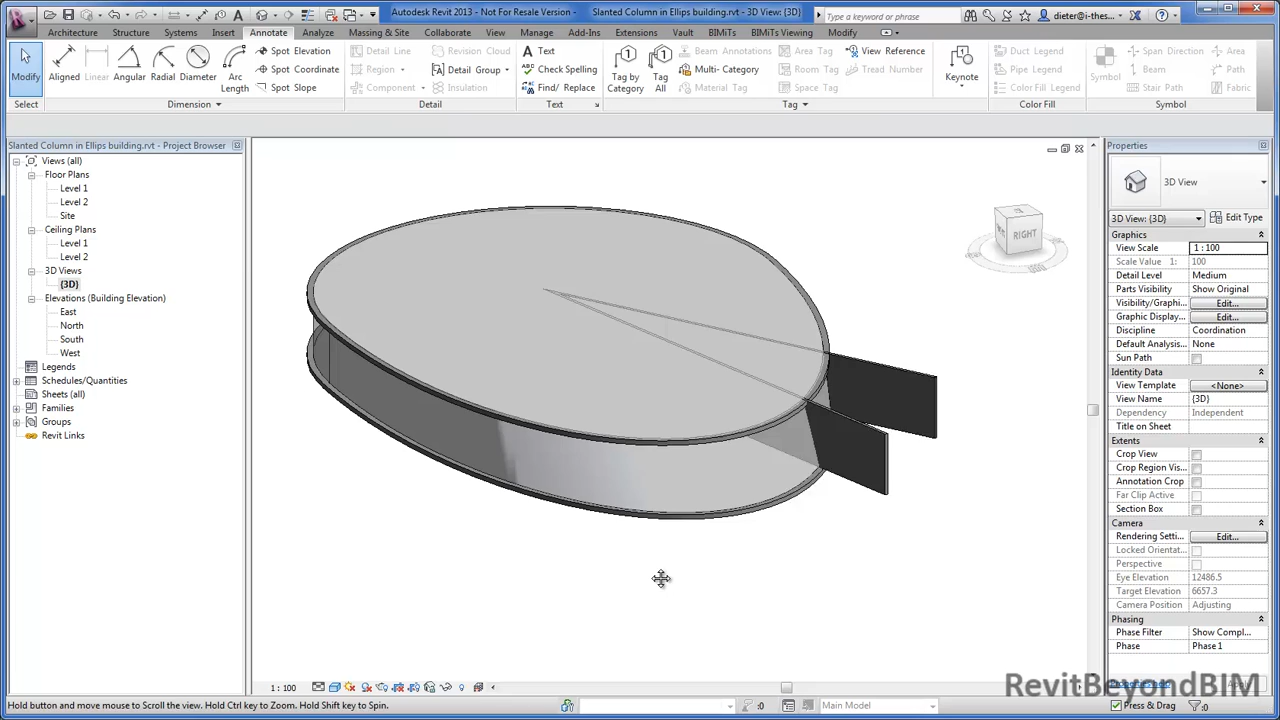 Autodesk Revit 2013 - Not For Resale Version - Slanted Column in Ellips building.rvt - 3D View: {3D}
Type a keyword or phrase
dieter@i-thes...
Architecture Structure Systems Insert Annotate Analyze Massing & Site Collaborate View Manage Add-Ins Extensions Vault BIMiTs BIMiTs Viewing Modify
Modify Aligned Linear Angular Radial Diameter Arc Length
Spot Elevation
Spot Coordinate
Spot Slope
Detail Line Revision Cloud
Region Detail Group
Component Insulation
Text
Check Spelling
Find/ Replace
Tag by Category Tag All
Beam Annotations Area Tag View Reference
Multi- Category Room Tag Tread Number
Material Tag Space Tag
Keynote
Duct Legend
Pipe Legend
Color Fill Legend
Symbol
Span Direction Area
Beam Path
Stair Path Fabric
Select Dimension Detail Text Tag Color Fill Symbol
Slanted Column in Ellips building.rvt - Project Browser
Views (all)
Floor Plans
Level 1
Level 2
Site
Ceiling Plans
Level 1
Level 2
3D Views
{3D}
Elevations (Building Elevation)
East
North
South
West
Legends
Schedules/Quantities
Sheets (all)
Families
Groups
Revit Links
RIGHT
Properties
3D View
3D View: {3D} Edit Type
Graphics
View Scale 1 : 100
Scale Value 1: 100
Detail Level Medium
Parts Visibility Show Original
Visibility/Graphi... Edit...
Graphic Display... Edit...
Discipline Coordination
Default Analysis... None
Sun Path
Identity Data
View Template <None>
View Name {3D}
Dependency Independent
Title on Sheet
Extents
Crop View
Crop Region Vis...
Annotation Crop
Far Clip Active
Section Box
Camera
Rendering Setti... Edit...
Locked Orientat...
Perspective
Eye Elevation 12486.5
Target Elevation 6657.3
Camera Position Adjusting
Phasing
Phase Filter Show Compl...
Phase Phase 1
RevitBeyondBIM
1 : 100
Hold button and move mouse to Scroll the view. Hold Ctrl key to Zoom. Hold Shift key to Spin.
:0 Main Model Press & Drag :0